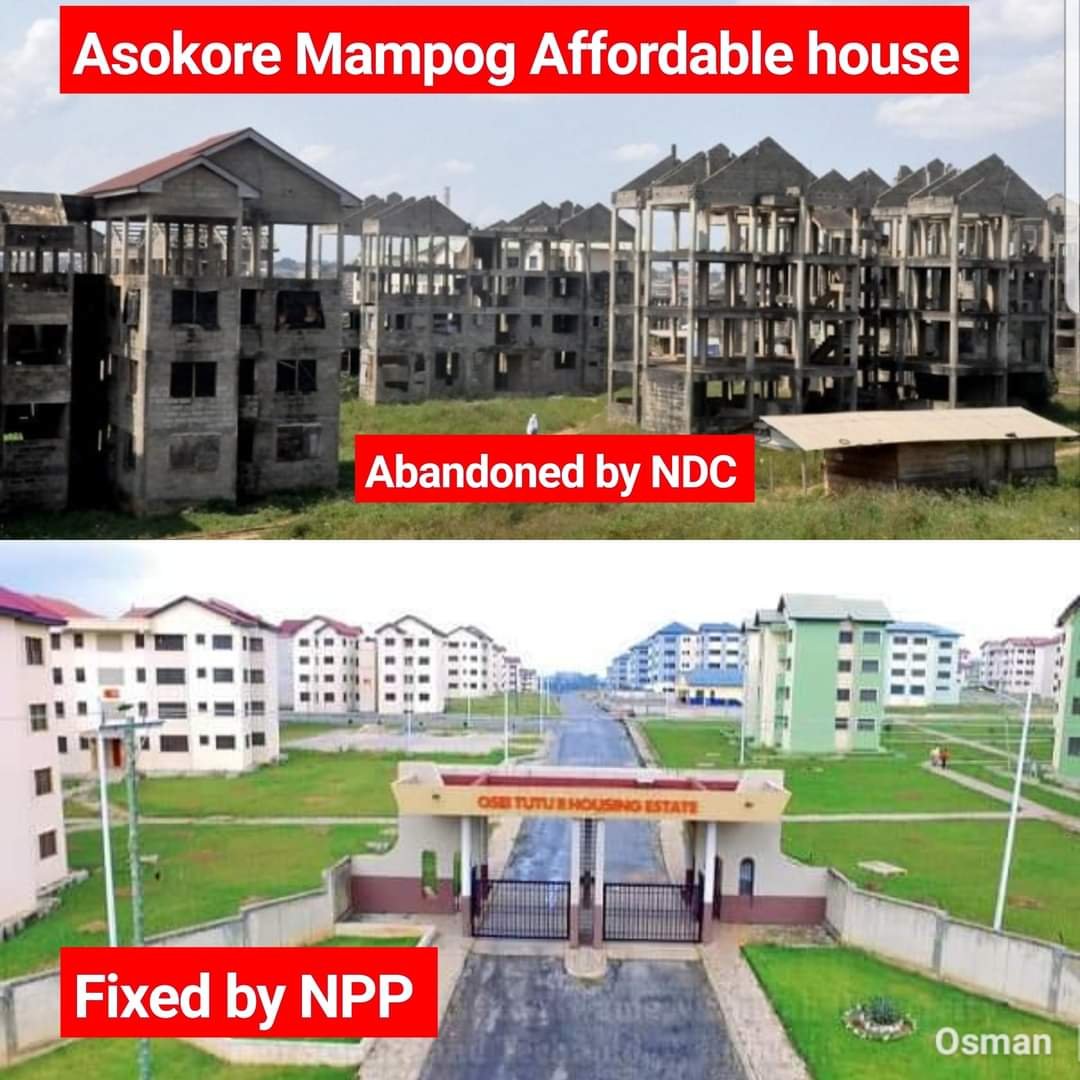 Asokore Mampog Affordable house
Abandoned by NDC
OSEI TUTU II HOUSING ESTATE
Fixed by NPP
Osman